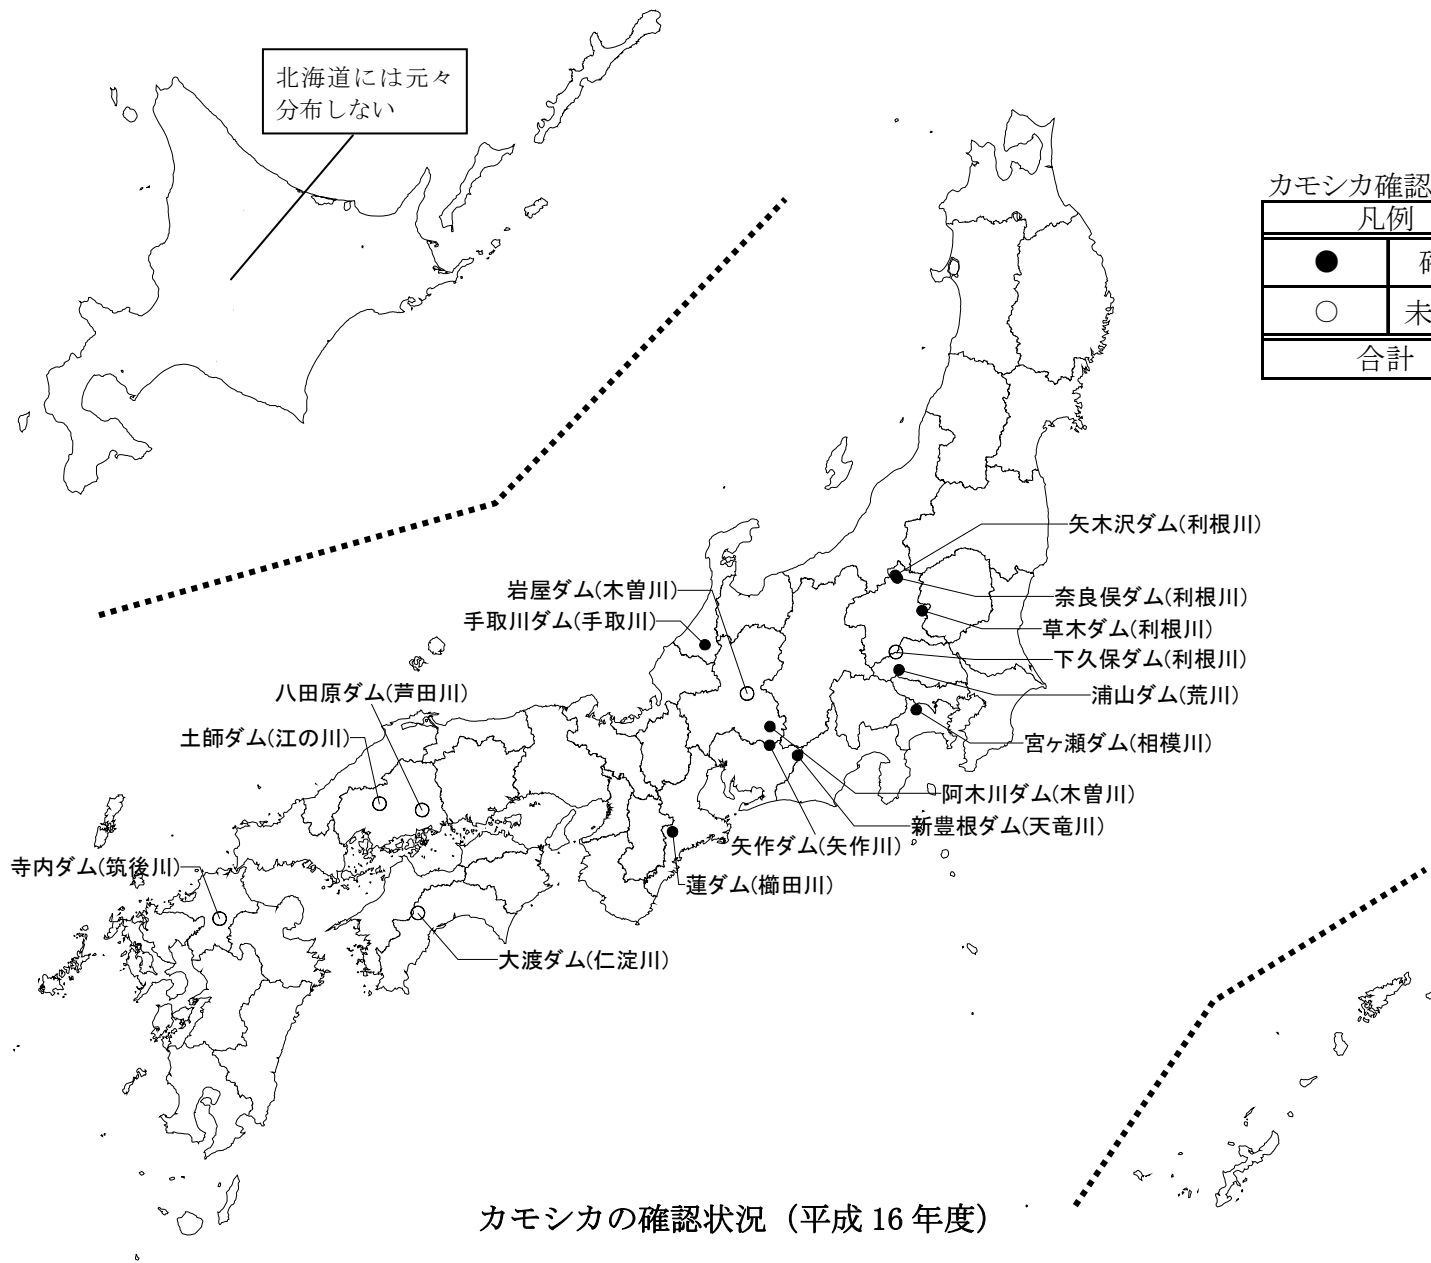 北海道には元々
分布しない
カモシカ確認
凡例
● 確
○ 未
合計
矢木沢ダム(利根川)
岩屋ダム(木曽川)
奈良俣ダム(利根川)
手取川ダム(手取川)
草木ダム(利根川)
下久保ダム(利根川)
八田原ダム(芦田川)
浦山ダム(荒川)
土師ダム(江の川)
宮ヶ瀬ダム(相模川)
阿木川ダム(木曽川)
新豊根ダム(天竜川)
矢作ダム(矢作川)
寺内ダム(筑後川)
蓮ダム(櫛田川)
大渡ダム(仁淀川)
カモシカの確認状況（平成 16 年度）